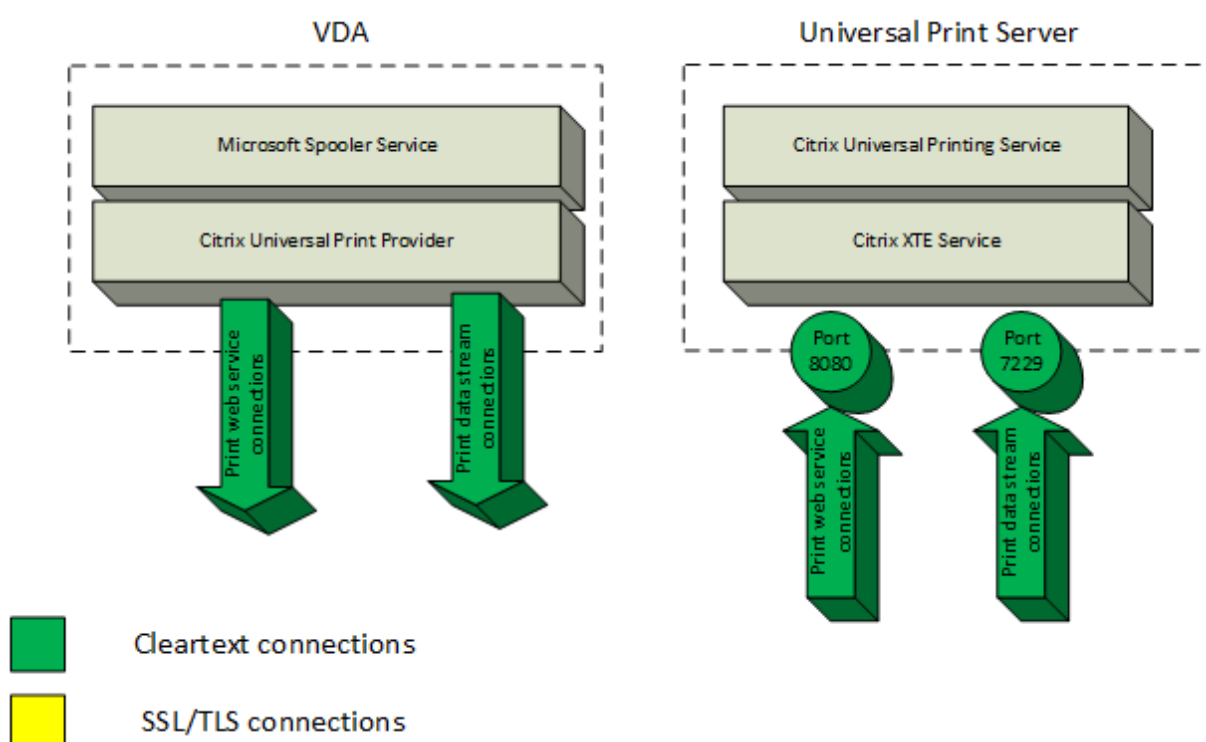 VDA
Universal Print Server
Microsoft Spooler Service
Citrix Universal Printing Service
Citrix Universal Print Provider
Citrix XTE Service
Print web service
connections
Print data stream
connections
Port
8080
Port
7229
Print web service
connections
Print data stream
connections
Cleartext connections
SSL/TLS connections